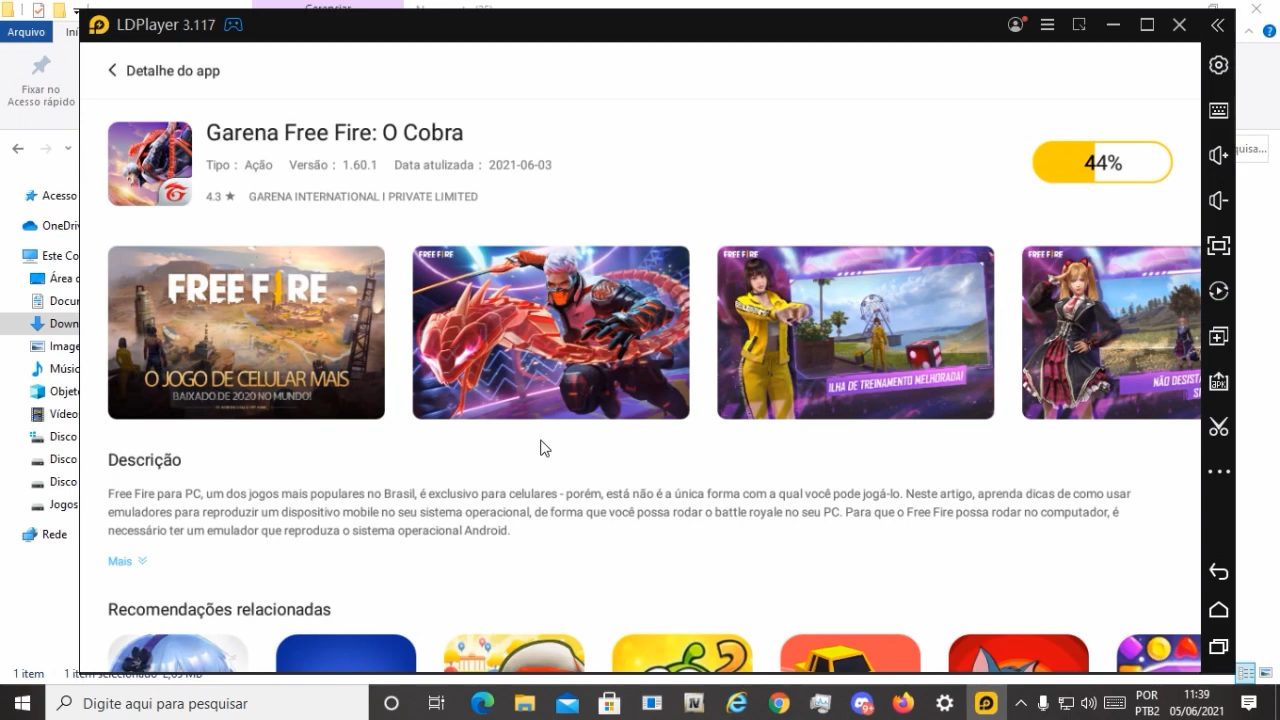 Gerenciar
LDPlayer 3.117
Arquivo
Iní
Fixar no
Acesso rápido
Detalhe do app
Garena Free Fire: O Cobra
Tipo : Ação Versão : 1.60.1 Data atulizada : 2021-06-03
44%
4.3 ★ GARENA INTERNATIONAL I PRIVATE LIMITED
quisa...
Acesso
OneDriv
Este Co
Área d
Docur
Down
Image
Músic
Objet
Vídeo
Disco
Disco
Disco
Jogos
Rede
FREE FIRE
O JOGO DE CELULAR MAIS
BAIXADO DE 2020 NO MUNDO!
FREE FIRE
FREE FIRE
ILHA DE TREINAMENTO MELHORADA!
FREE FIRE
NÃO DESIST
Descrição
Free Fire para PC, um dos jogos mais populares no Brasil, é exclusivo para celulares - porém, está não é a única forma com a qual você pode jogá-lo. Neste artigo, aprenda dicas de como usar
emuladores para reproduzir um dispositivo mobile no seu sistema operacional, de forma que você possa rodar o battle royale no seu PC. Para que o Free Fire possa rodar no computador, é
necessário ter um emulador que reproduza o sistema operacional Android.
Mais
Recomendações relacionadas
1 item 1 item selecionado
Digite aqui para pesquisar
POR
PTB2
11:39
05/06/2021